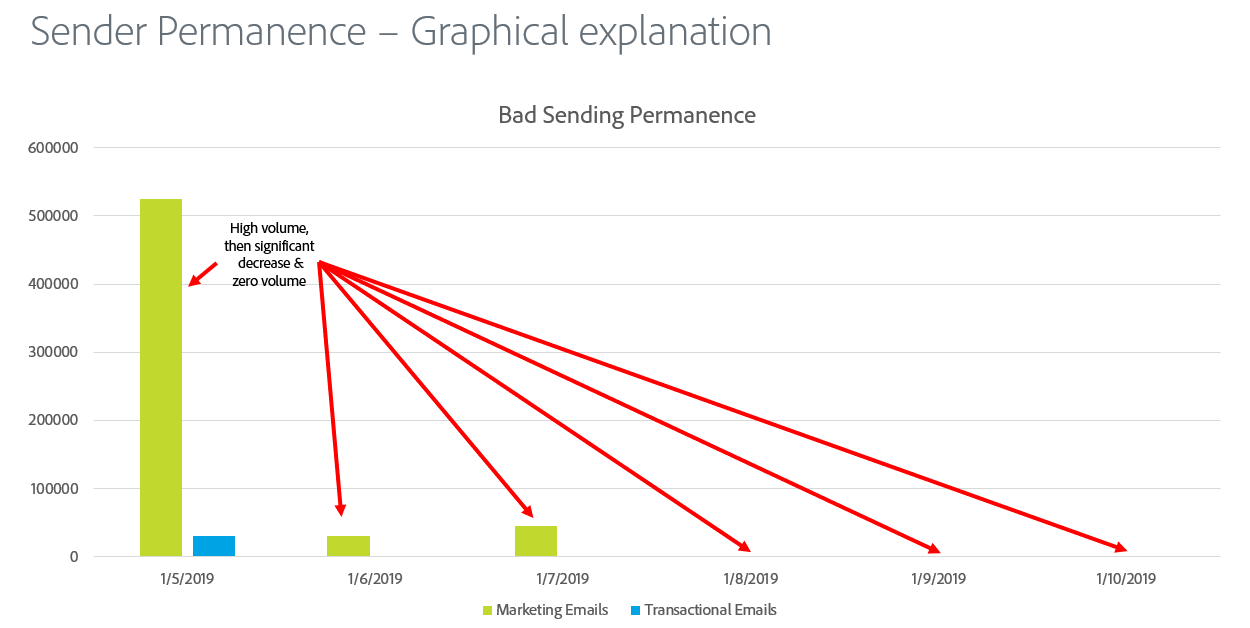 Sender Permanence – Graphical explanation
Bad Sending Permanence
600000
500000
400000
300000
200000
100000
0
High volume,
then significant
decrease &
zero volume
1/5/2019
1/6/2019
1/7/2019
1/8/2019
1/9/2019
1/10/2019
Marketing Emails
Transactional Emails